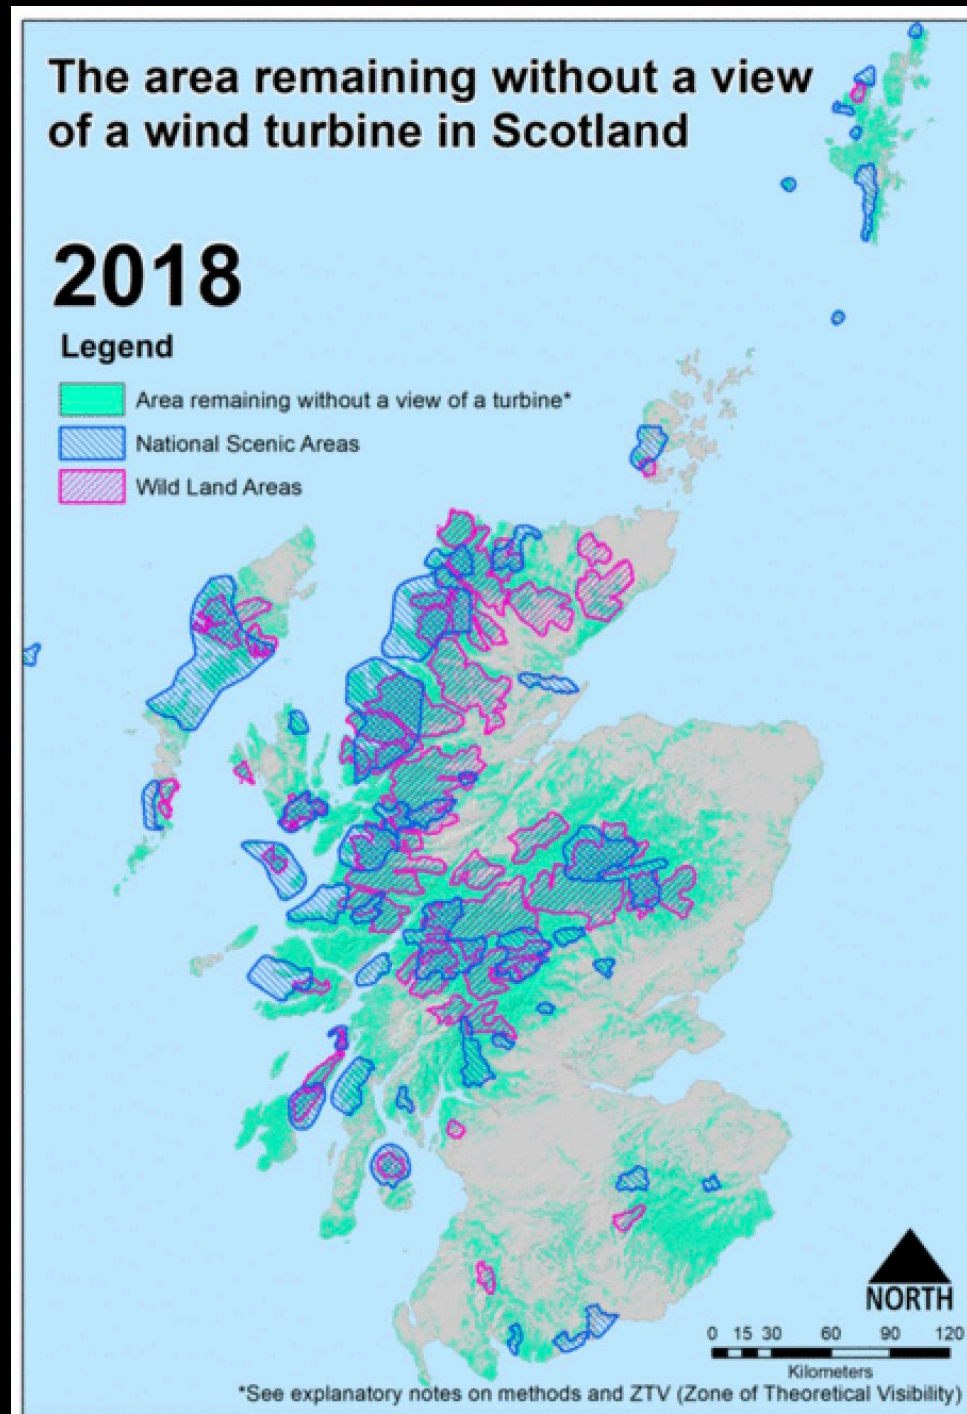 The area remaining without a view
of a wind turbine in Scotland
2018
Legend
Area remaining without a view of a turbine*
National Scenic Areas
Wild Land Areas
NORTH
0 15 30 60 90 120
Kilometers
*See explanatory notes on methods and ZTV (Zone of Theoretical Visibility)